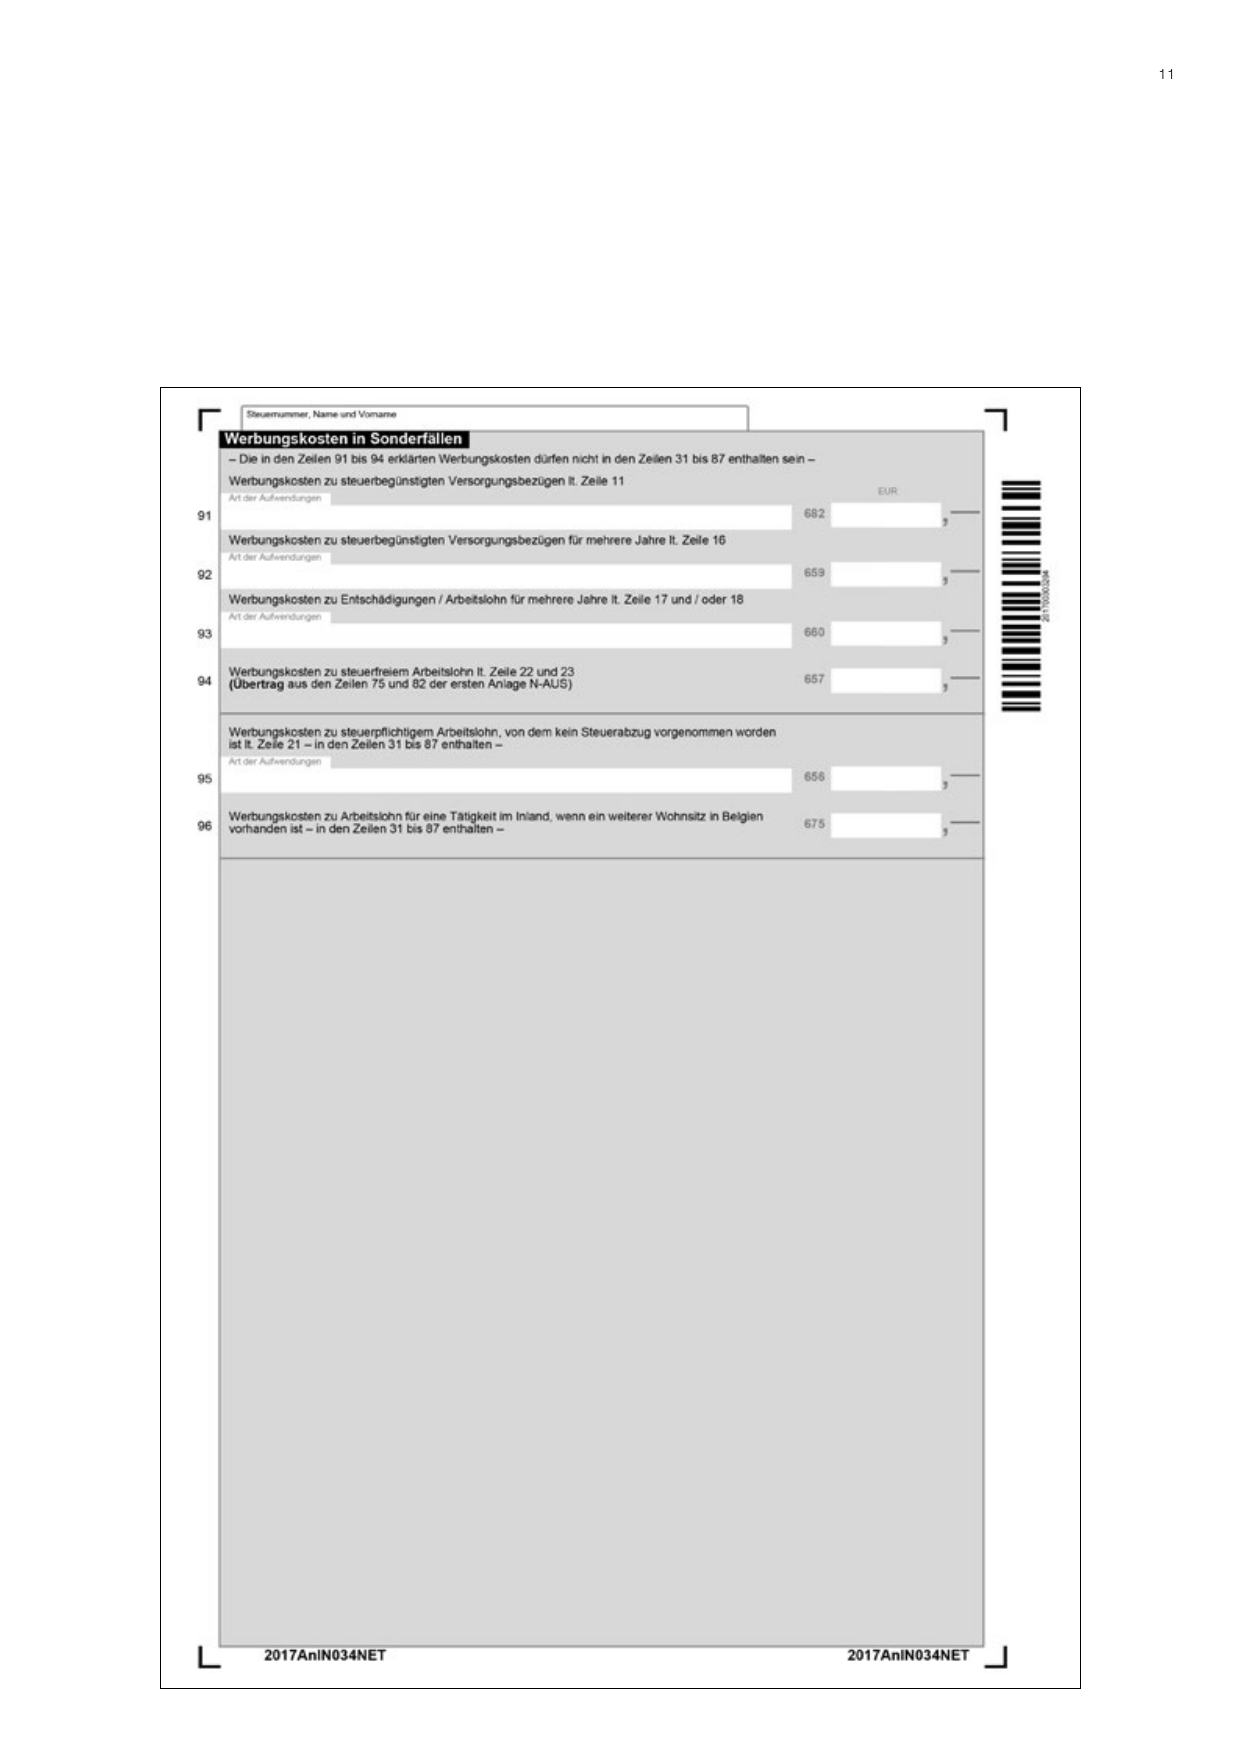 11
Steuernummer, Name und Vorname
Werbungskosten in Sonderfällen
– Die in den Zeilen 91 bis 94 erklärten Werbungskosten dürfen nicht in den Zeilen 31 bis 87 enthalten sein –
Werbungskosten zu steuerbegünstigten Versorgungsbezügen lt. Zeile 11
EUR
Art der Aufwendungen
91 682 , —
Werbungskosten zu steuerbegünstigten Versorgungsbezügen für mehrere Jahre lt. Zeile 16
Art der Aufwendungen
92 659 , —
Werbungskosten zu Entschädigungen / Arbeitslohn für mehrere Jahre lt. Zeile 17 und / oder 18
Art der Aufwendungen
93 660 , —
Werbungskosten zu steuerfreiem Arbeitslohn lt. Zeile 22 und 23
94 (Übertrag aus den Zeilen 75 und 82 der ersten Anlage N-AUS) 657 , —
Werbungskosten zu steuerpflichtigem Arbeitslohn, von dem kein Steuerabzug vorgenommen worden
ist lt. Zeile 21 – in den Zeilen 31 bis 87 enthalten –
Art der Aufwendungen
95 656 , —
Werbungskosten zu Arbeitslohn für eine Tätigkeit im Inland, wenn ein weiterer Wohnsitz in Belgien
96 vorhanden ist – in den Zeilen 31 bis 87 enthalten – 675 , —
2017AnlN034NET 2017AnlN034NET